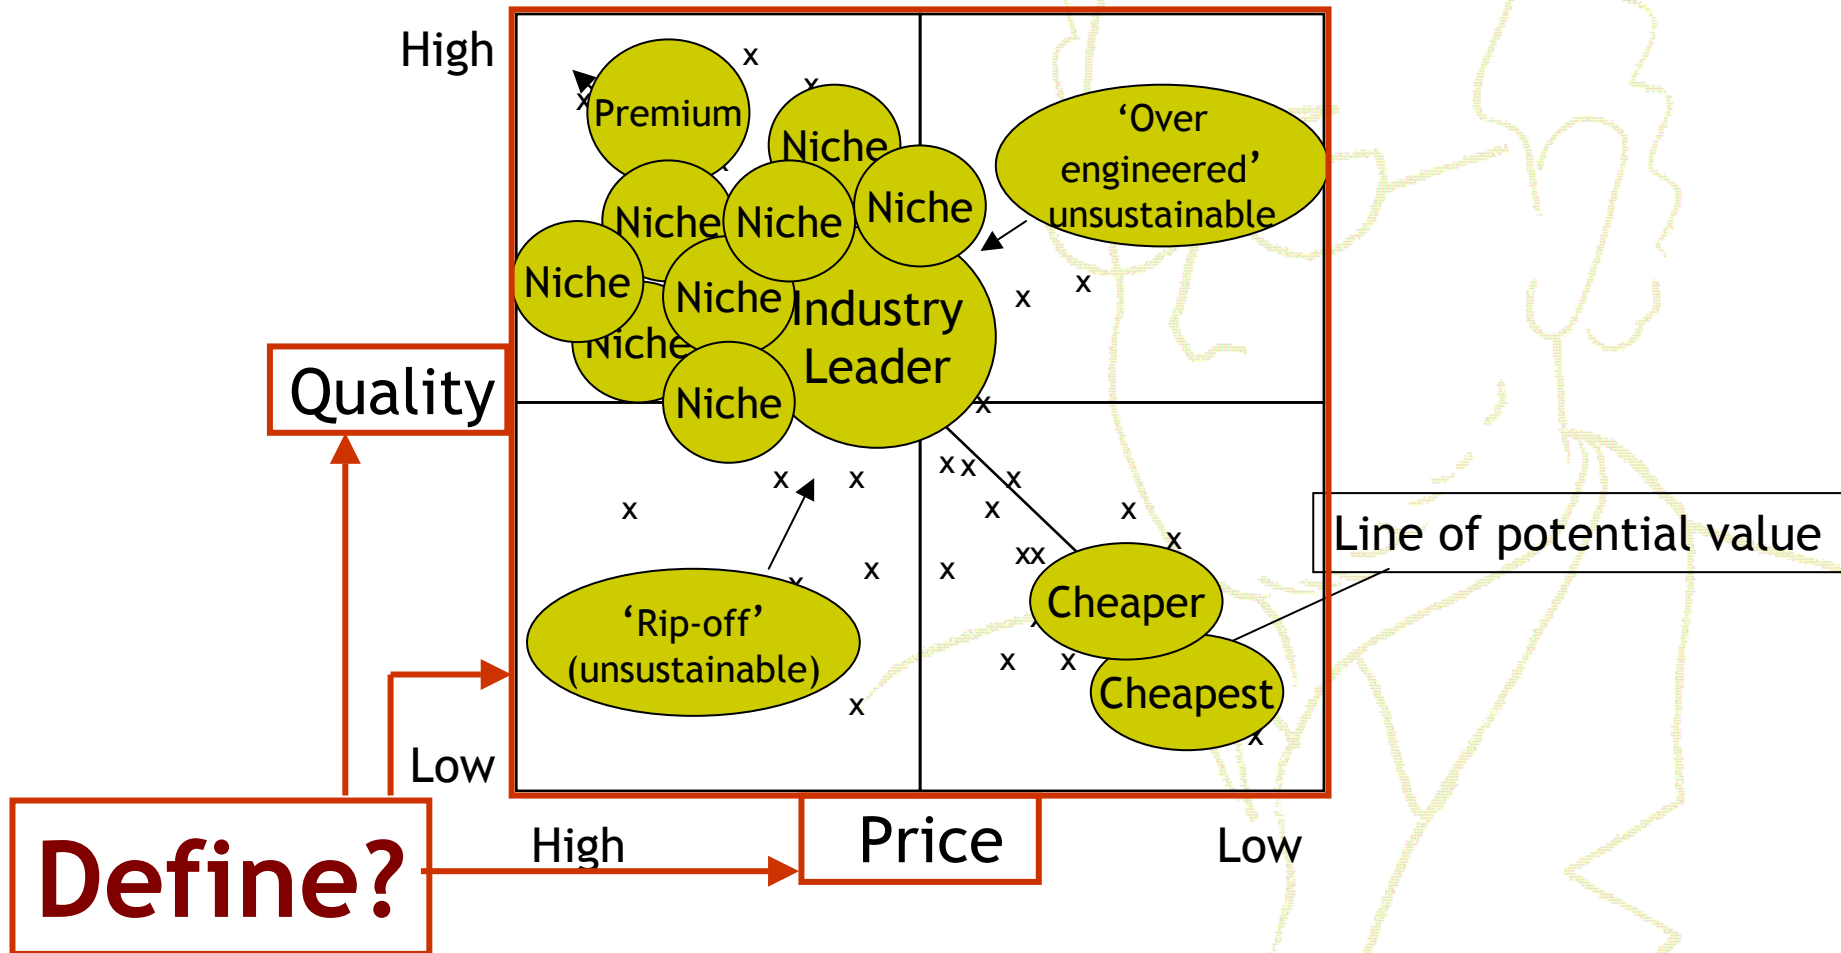 High
x
x
x
Premium
Niche
‘Over
engineered’
unsustainable
Niche
Niche
Niche
Niche
Niche
x
x
Industry
Leader
Niche
Quality
Niche
x
x
x
x
x
x
x
x
x
Line of potential value
x
xx
x
x
x
Cheaper
‘Rip-off’
(unsustainable)
x
x
Cheapest
x
x
Low
High
Price
Low
Define?